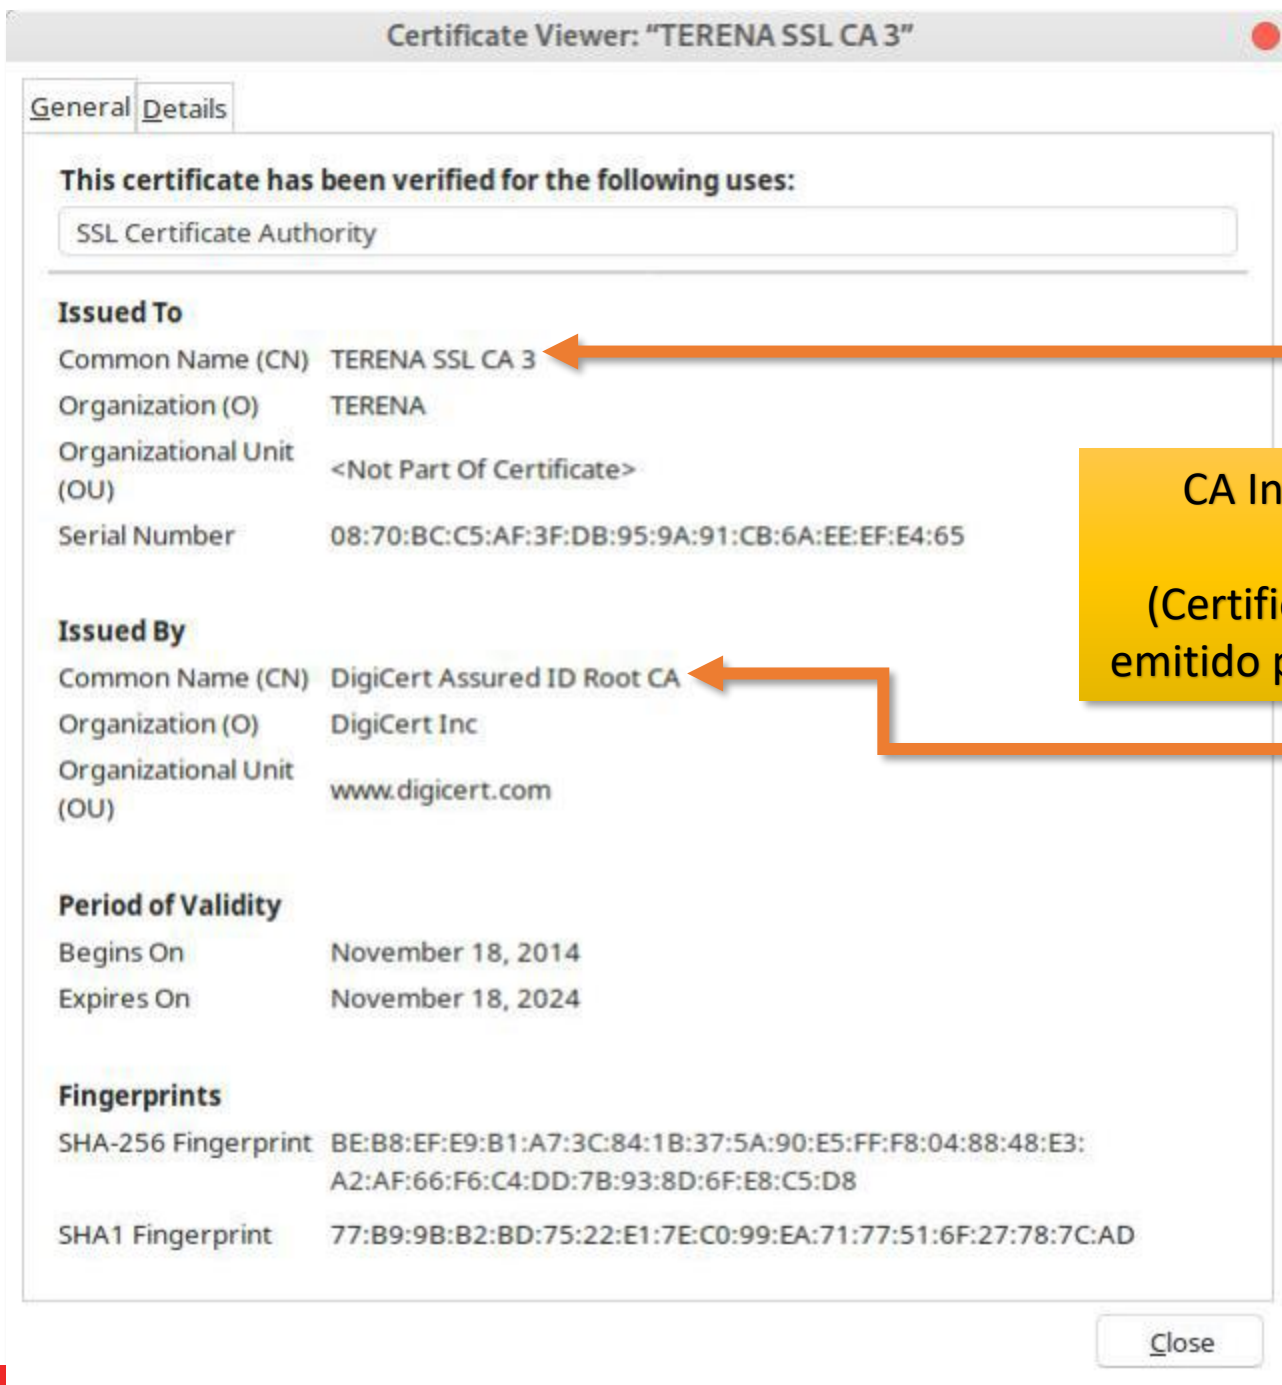 Certificate Viewer: “TERENA SSL CA 3”
General Details
This certificate has been verified for the following uses:
SSL Certificate Authority
Issued To
Common Name (CN) TERENA SSL CA 3
Organization (O) TERENA
Organizational Unit
(OU)
<Not Part Of Certificate>
Serial Number 08:70:BC:C5:AF:3F:DB:95:9A:91:CB:6A:EE:EF:E4:65
CA In
(Certifi
emitido p
Issued By
Common Name (CN) DigiCert Assured ID Root CA
Organization (O) DigiCert Inc
Organizational Unit
(OU)
www.digicert.com
Period of Validity
Begins On November 18, 2014
Expires On November 18, 2024
Fingerprints
SHA-256 Fingerprint BE:B8:EF:E9:B1:A7:3C:84:1B:37:5A:90:E5:FF:F8:04:88:48:E3:
A2:AF:66:F6:C4:DD:7B:93:8D:6F:E8:C5:D8
SHA1 Fingerprint 77:B9:9B:B2:BD:75:22:E1:7E:C0:99:EA:71:77:51:6F:27:78:7C:AD
Close